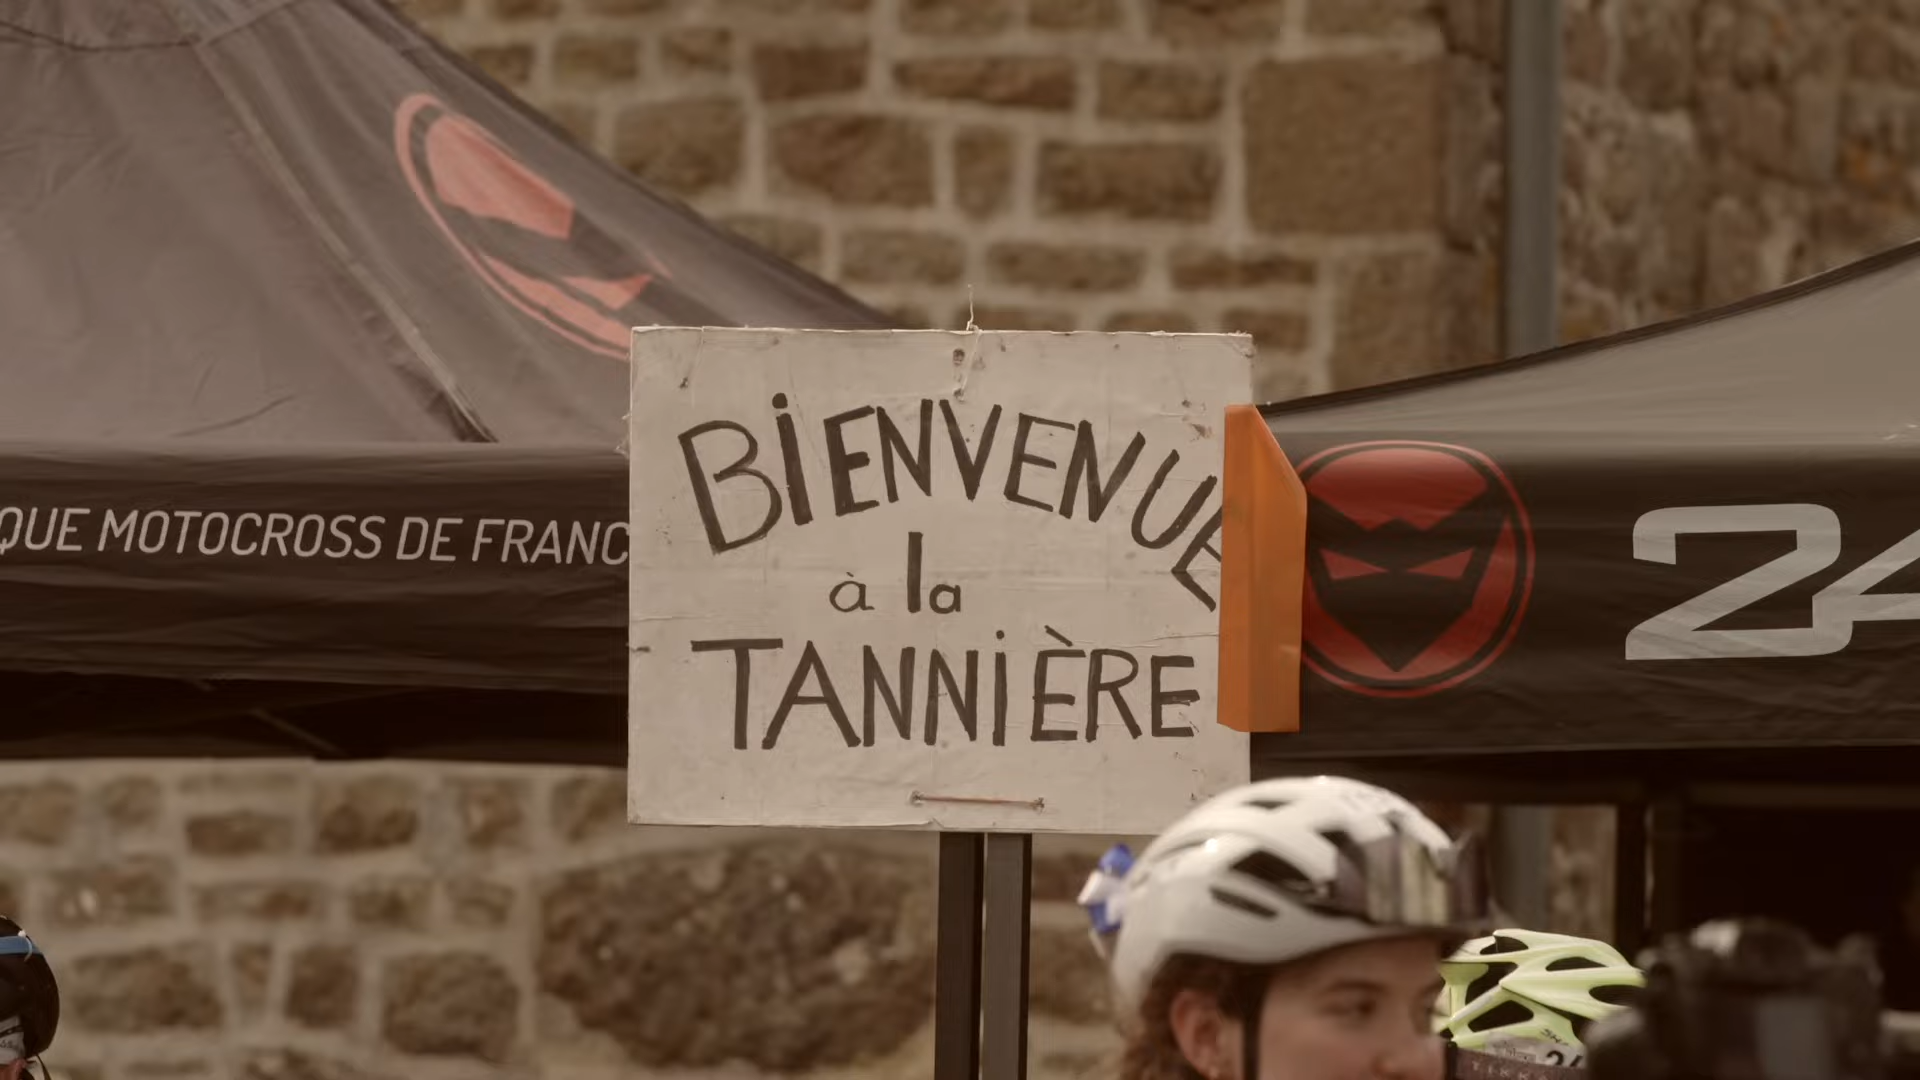 QUE MOTOCROSS DE FRANC
BiENVENUE
à la
TANNiÈRE
24